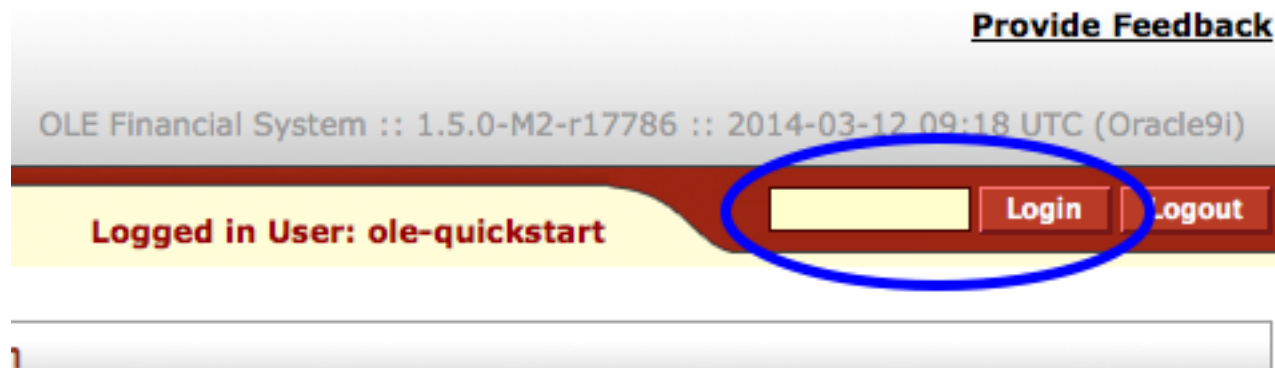 Provide Feedback
OLE Financial System :: 1.5.0-M2-r17786 :: 2014-03-12 09:18 UTC (Oracle9i)
Logged in User: ole-quickstart
Login Logout